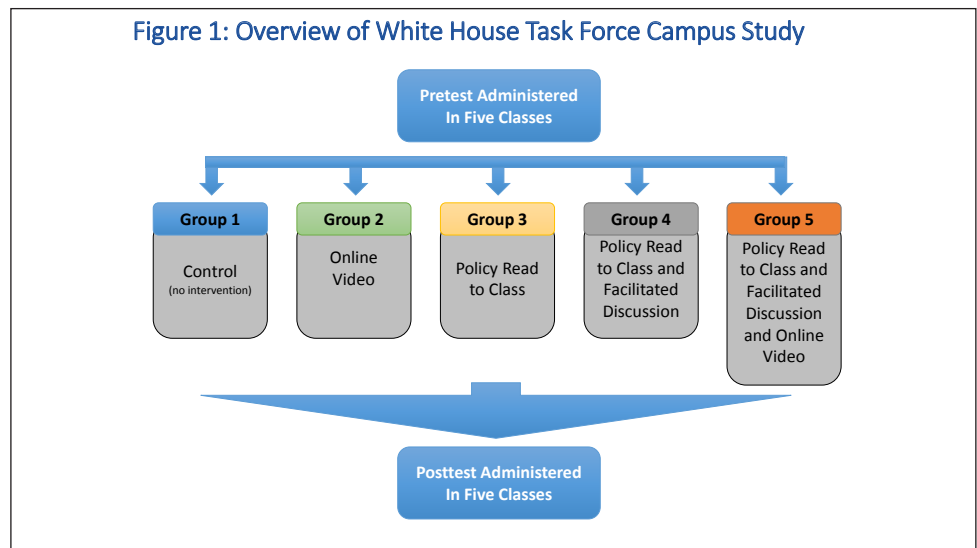 Figure 1: Overview of White House Task Force Campus Study
Pretest Administered
In Five Classes
Group 1
Control
(no intervention)
Group 2
Online
Video
Group 3
Policy Read
to Class
Group 4
Policy Read
to Class and
Facilitated
Discussion
Group 5
Policy Read
to Class and
Facilitated
Discussion
and Online
Video
Posttest Administered
In Five Classes